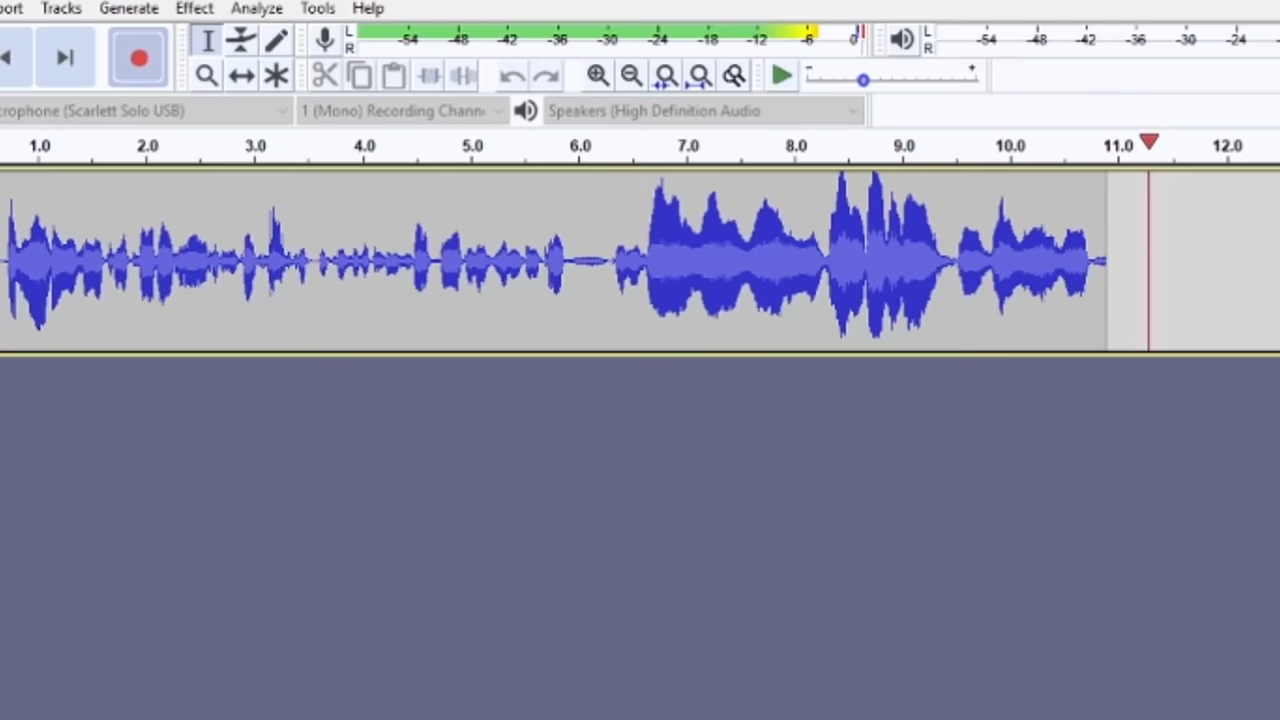 ort Tracks Generate Effect Analyze Tools Help
L -54 -48 -42 -36 -30 -24 -18 -12 -6 0 L -54 -48 -42 -36 -30 -24
R R
- +
crophone (Scarlett Solo USB) 1 (Mono) Recording Chann Speakers (High Definition Audio
1.0 2.0 3.0 4.0 5.0 6.0 7.0 8.0 9.0 10.0 11.0 12.0